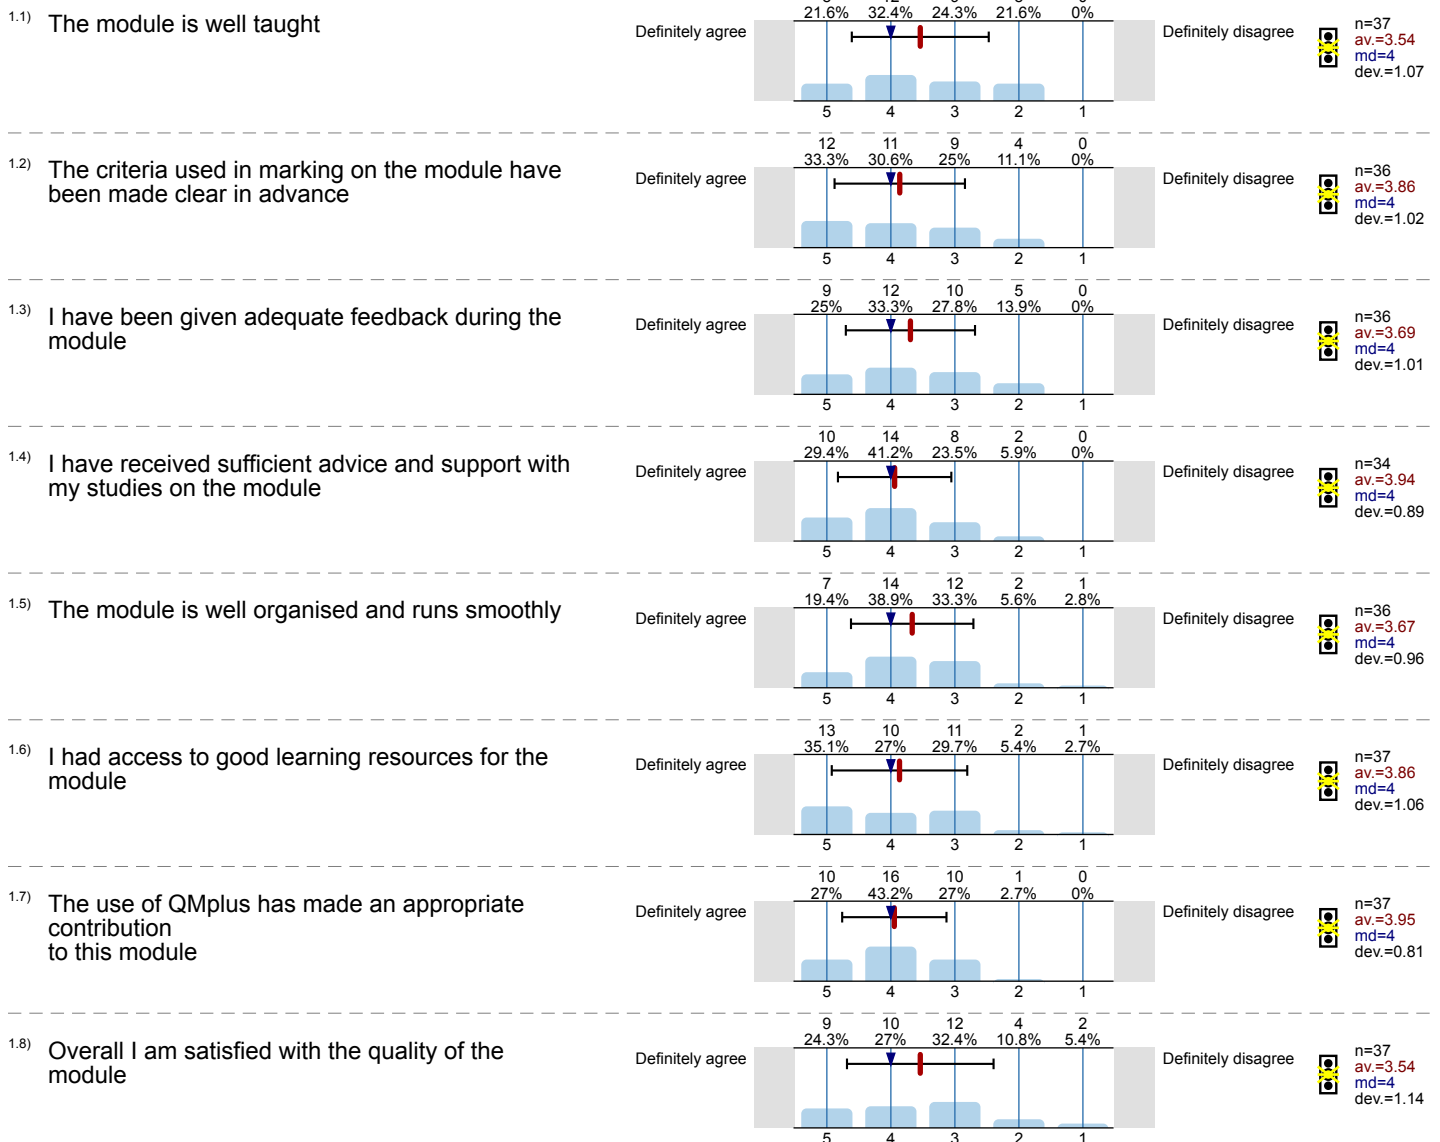 1.1) The module is well taught
Definitely agree
21.6% 32.4% 24.3% 21.6% 0%
5 4 3 2 1
Definitely disagree
n=37
av.=3.54
md=4
dev.=1.07
1.2) The criteria used in marking on the module have
been made clear in advance
Definitely agree
12 11 9 4 0
33.3% 30.6% 25% 11.1% 0%
5 4 3 2 1
Definitely disagree
n=36
av.=3.86
md=4
dev.=1.02
1.3) I have been given adequate feedback during the
module
Definitely agree
9 12 10 5 0
25% 33.3% 27.8% 13.9% 0%
5 4 3 2 1
Definitely disagree
n=36
av.=3.69
md=4
dev.=1.01
1.4) I have received sufficient advice and support with
my studies on the module
Definitely agree
10 14 8 2 0
29.4% 41.2% 23.5% 5.9% 0%
5 4 3 2 1
Definitely disagree
n=34
av.=3.94
md=4
dev.=0.89
1.5) The module is well organised and runs smoothly
Definitely agree
7 14 12 2 1
19.4% 38.9% 33.3% 5.6% 2.8%
5 4 3 2 1
Definitely disagree
n=36
av.=3.67
md=4
dev.=0.96
1.6) I had access to good learning resources for the
module
Definitely agree
13 10 11 2 1
35.1% 27% 29.7% 5.4% 2.7%
5 4 3 2 1
Definitely disagree
n=37
av.=3.86
md=4
dev.=1.06
1.7) The use of QMplus has made an appropriate
contribution
to this module
Definitely agree
10 16 10 1 0
27% 43.2% 27% 2.7% 0%
5 4 3 2 1
Definitely disagree
n=37
av.=3.95
md=4
dev.=0.81
1.8) Overall I am satisfied with the quality of the
module
Definitely agree
9 10 12 4 2
24.3% 27% 32.4% 10.8% 5.4%
5 4 3 2 1
Definitely disagree
n=37
av.=3.54
md=4
dev.=1.14